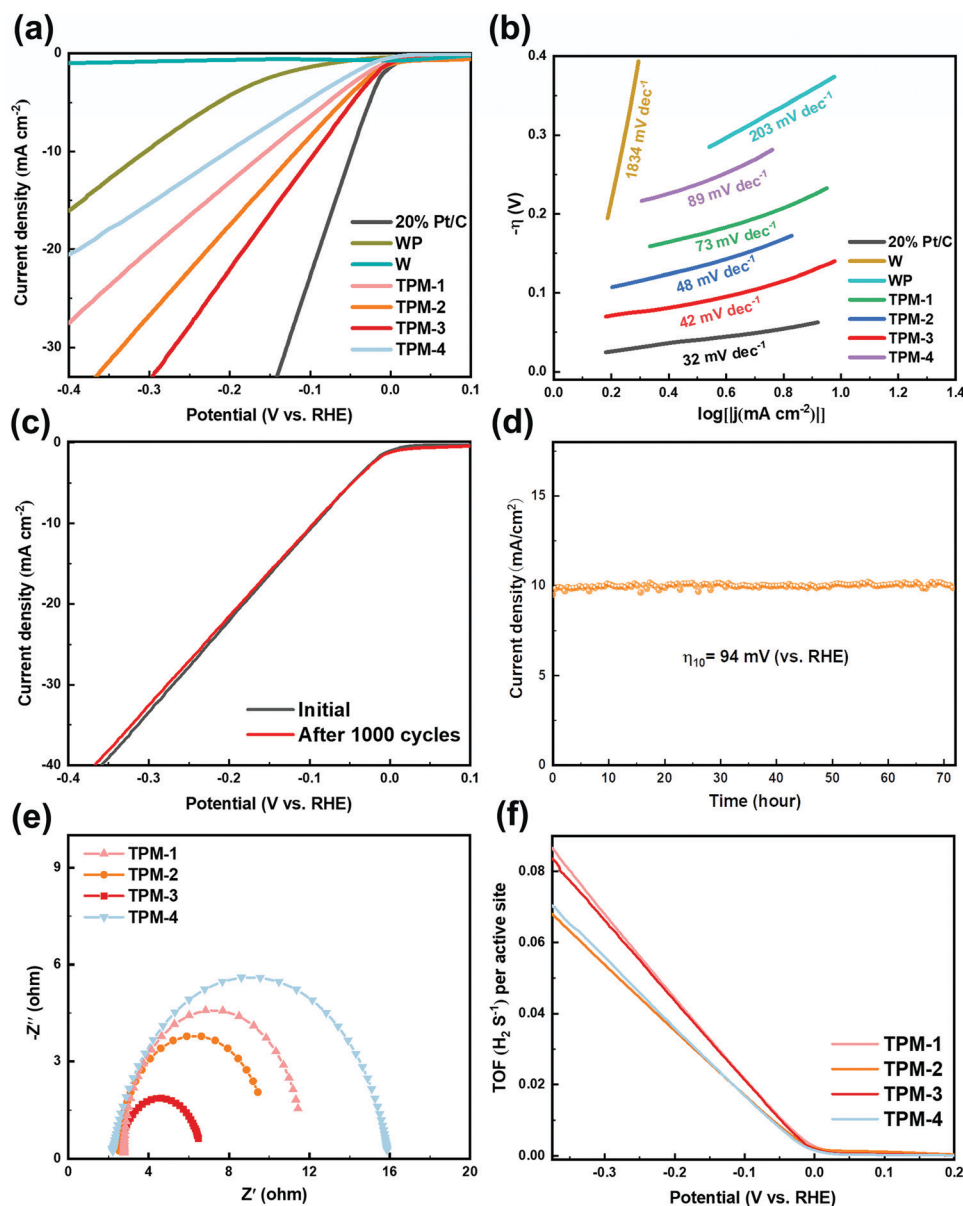 (a)
0
-10
-20
-30
Current density (mA cm⁻²)
20% Pt/C
WP
W
TPM-1
TPM-2
TPM-3
TPM-4
-0.4 -0.3 -0.2 -0.1 0.0 0.1
Potential (V vs. RHE)
(b)
-0.4
0.3
0.2
0.1
0.0
-η (V)
1834 mV dec⁻¹
203 mV dec⁻¹
89 mV dec⁻¹
73 mV dec⁻¹
48 mV dec⁻¹
42 mV dec⁻¹
32 mV dec⁻¹
20% Pt/C
W
WP
TPM-1
TPM-2
TPM-3
TPM-4
0.0 0.2 0.4 0.6 0.8 1.0 1.2 1.4
log[|j(mA cm⁻²)|]
(c)
0
-10
-20
-30
-40
Current density (mA cm⁻²)
Initial
After 1000 cycles
-0.4 -0.3 -0.2 -0.1 0.0 0.1
Potential (V vs. RHE)
(d)
15
10
5
0
Current density (mA/cm²)
η₁₀= 94 mV (vs. RHE)
0 10 20 30 40 50 60 70
Time (hour)
(e)
9
6
3
0
-Z″ (ohm)
TPM-1
TPM-2
TPM-3
TPM-4
0 4 8 12 16 20
Z′ (ohm)
(f)
0.08
0.06
0.04
0.02
0.00
TOF (H₂ S⁻¹) per active site
TPM-1
TPM-2
TPM-3
TPM-4
-0.3 -0.2 -0.1 0.0 0.1 0.2
Potential (V vs. RHE)